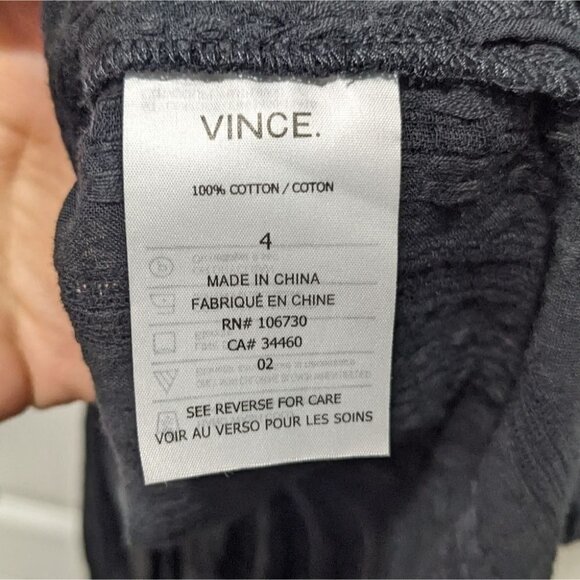 VINCE.
100% COTTON / COTON
4
MADE IN CHINA
FABRIQUÉ EN CHINE
RN# 106730
CA# 34460
02
SEE REVERSE FOR CARE
VOIR AU VERSO POUR LES SOINS